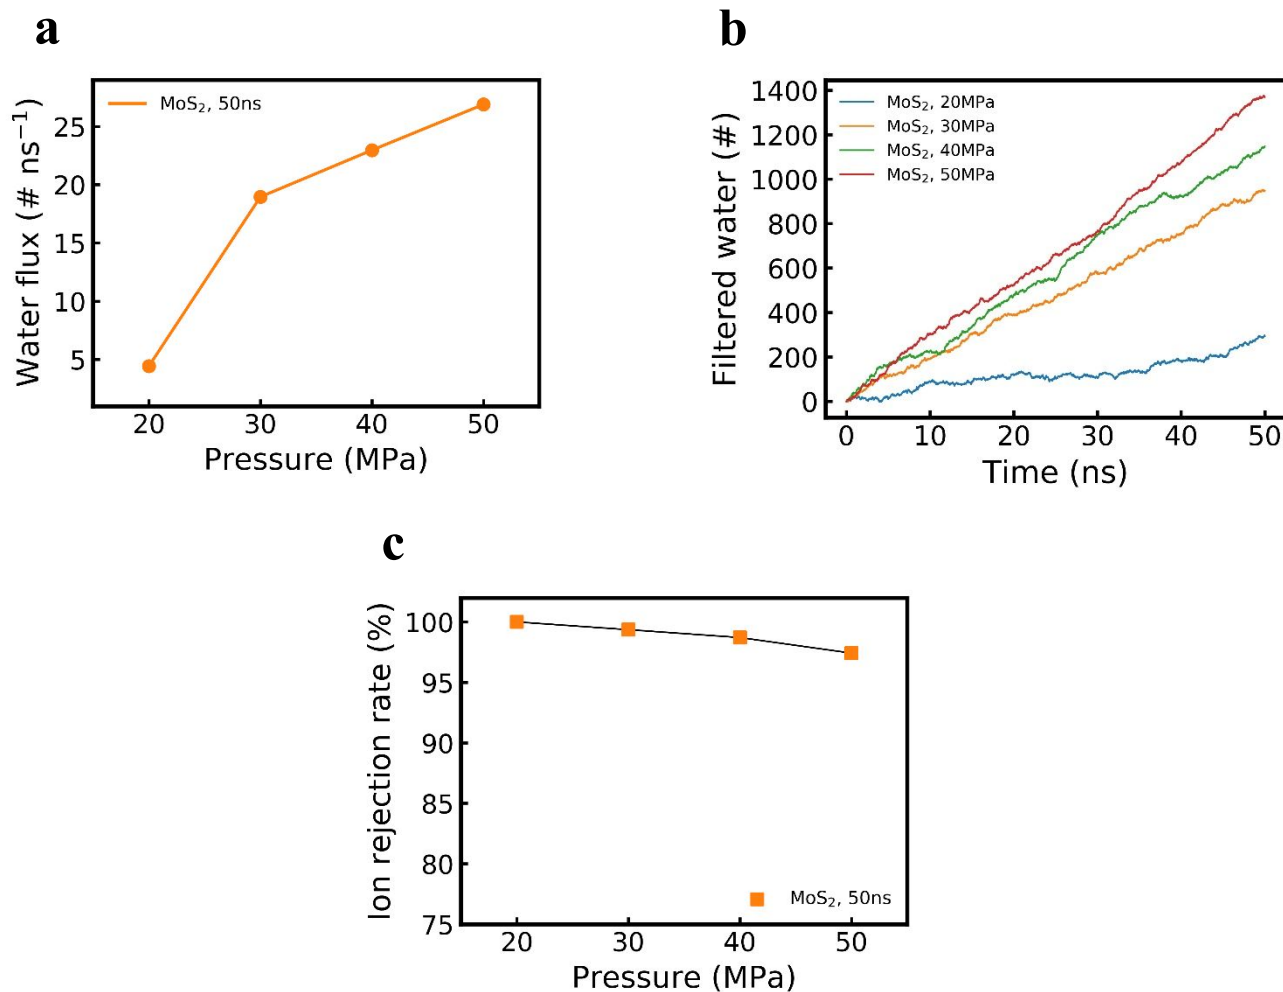 a
MoS₂, 50ns
Water flux (# ns⁻¹)
25
20
15
10
5
20 30 40 50
Pressure (MPa)
b
MoS₂, 20MPa
MoS₂, 30MPa
MoS₂, 40MPa
MoS₂, 50MPa
Filtered water (#)
1400
1200
1000
800
600
400
200
0
0 10 20 30 40 50
Time (ns)
c
Ion rejection rate (%)
100
95
90
85
80
75
MoS₂, 50ns
20 30 40 50
Pressure (MPa)